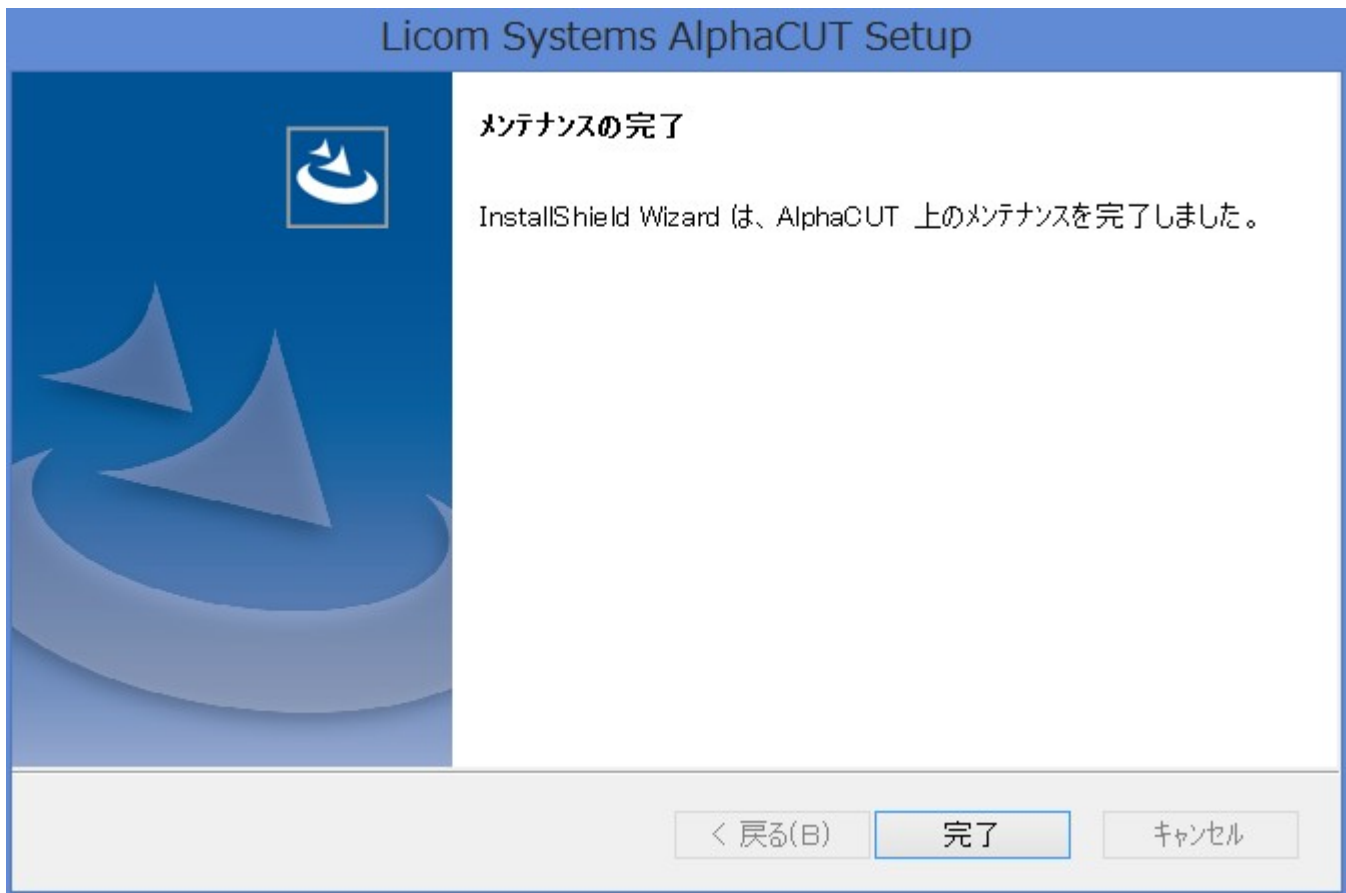 Licom Systems AlphaCUT Setup
メンテナンスの完了
InstallShield Wizard は、AlphaCUT 上のメンテナンスを完了しました。
< 戻る(B)
完了
キャンセル